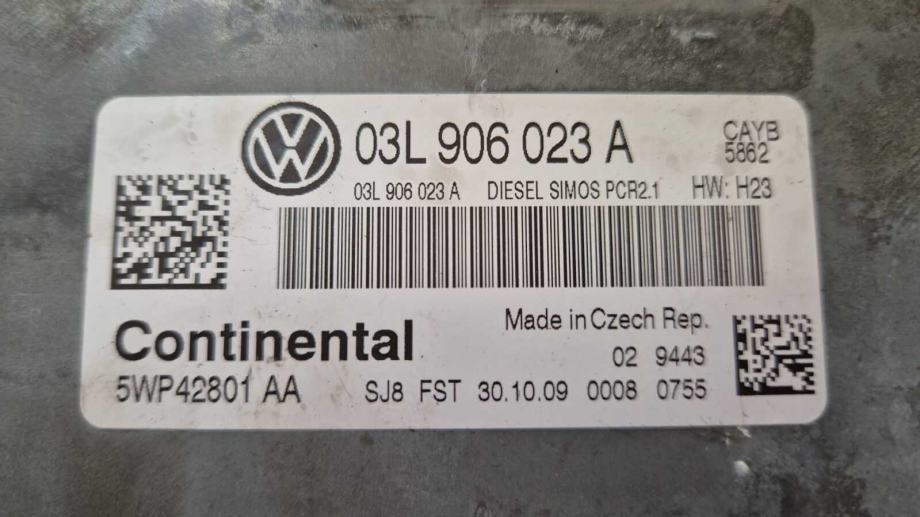 03L 906 023 A
CAYB
5862
03L 906 023 A DIESEL SIMOS PCR2.1 HW: H23
Continental
Made in Czech Rep.
02 9443
5WP42801 AA SJ8 FST 30.10.09 0008 0755